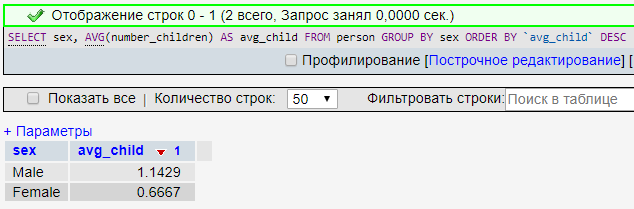 Отображение строк 0 - 1 (2 всего, Запрос занял 0,0000 сек.)
SELECT sex, AVG(number_children) AS avg_child FROM person GROUP BY sex ORDER BY `avg_child` DESC
Профилирование [Построчное редактирование] [
Показать все | Количество строк: 50 Фильтровать строки: Поиск в таблице
+ Параметры
sex avg_child 1
Male 1.1429
Female 0.6667